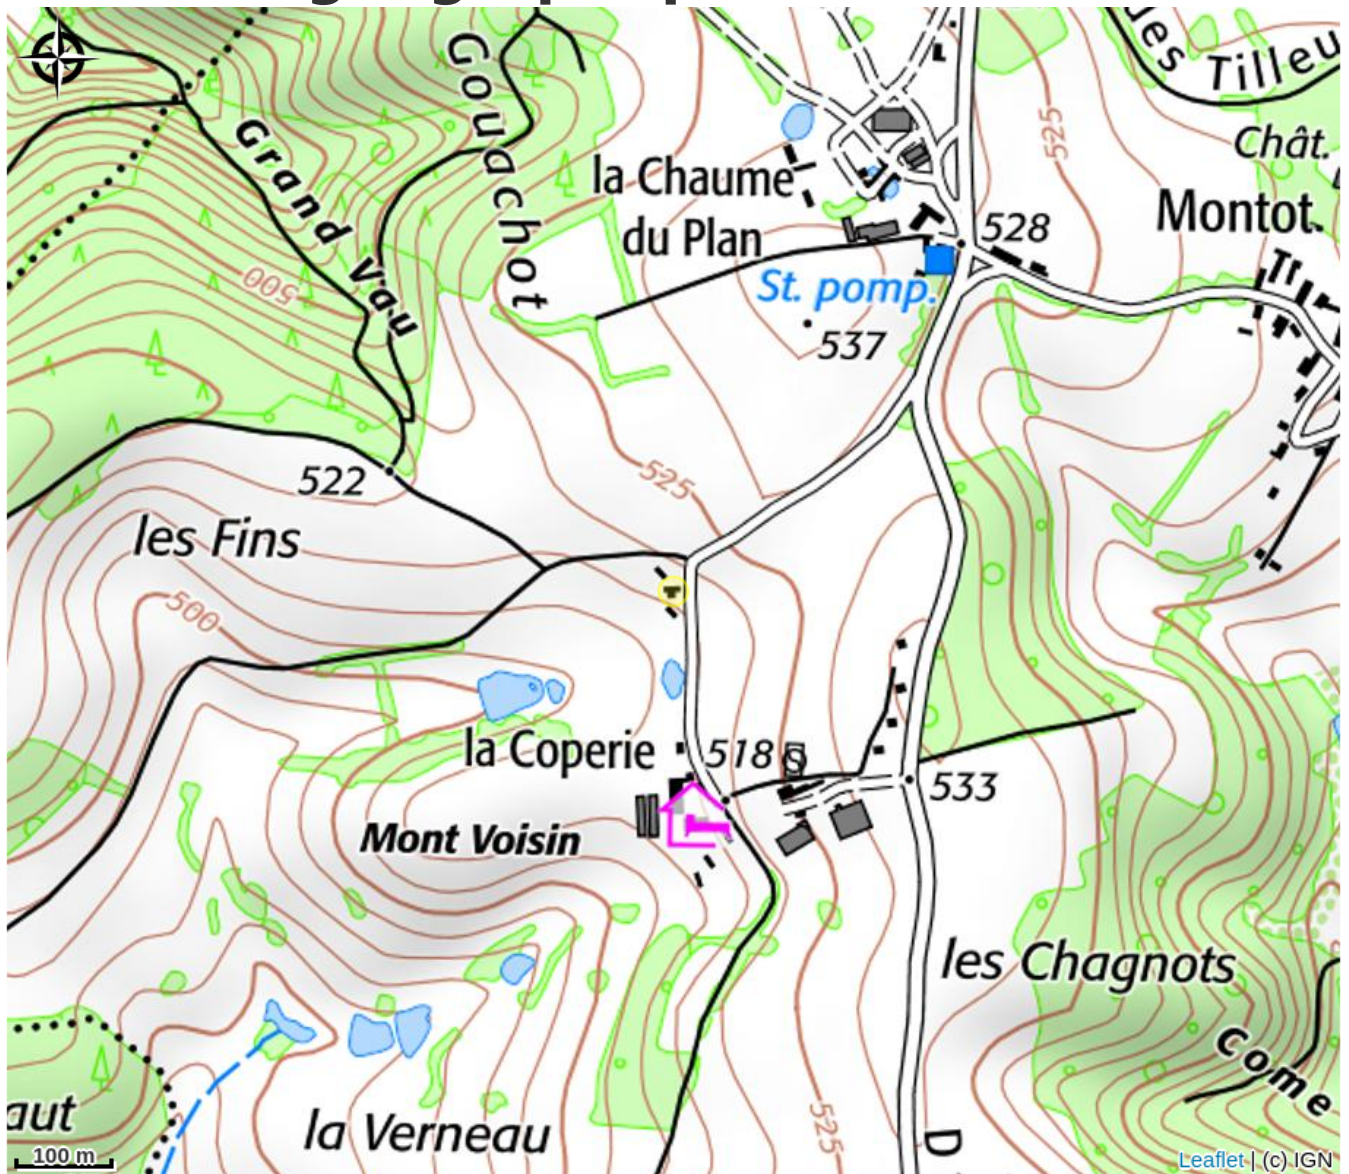 Gouachot
des Tilleu
525
Grand Vau
la Chaume
du Plan
Chât.
Montot
528
500
St. pomp.
537
525
522
les Fins
500
la Coperie
518
S
533
Mont Voisin
les Chagnots
Come
aut
la Verneau
525
D
100 m
Leaflet | (c) IGN